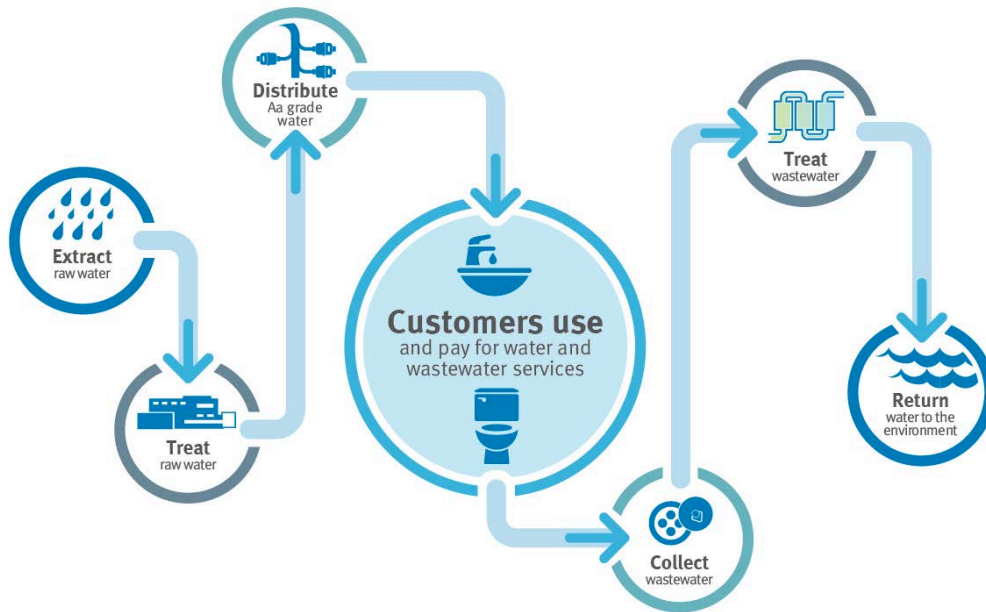 Extract
raw water
Treat
raw water
Distribute
Aa grade
water
Customers use
and pay for water and
wastewater services
Collect
wastewater
Treat
wastewater
Return
water to the
environment